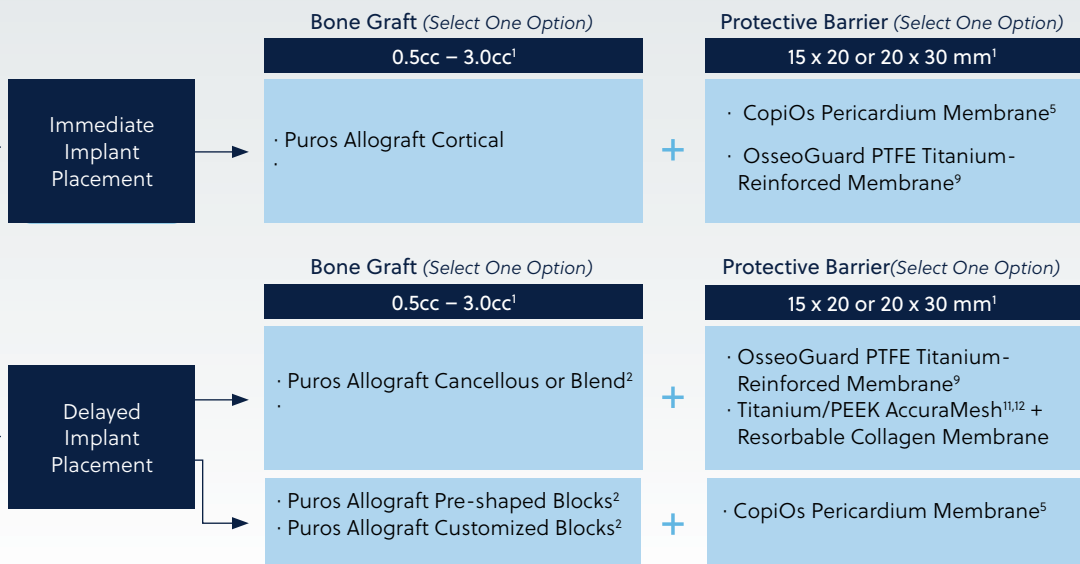 Bone Graft (Select One Option)
Protective Barrier (Select One Option)
0.5cc – 3.0cc¹
15 x 20 or 20 x 30 mm¹
Immediate
Implant
Placement
· Puros Allograft Cortical
·
+
· CopiOs Pericardium Membrane⁵
· OsseoGuard PTFE Titanium-
Reinforced Membrane⁹
Bone Graft (Select One Option)
Protective Barrier(Select One Option)
0.5cc – 3.0cc¹
15 x 20 or 20 x 30 mm¹
Delayed
Implant
Placement
· Puros Allograft Cancellous or Blend²
·
+
· OsseoGuard PTFE Titanium-
Reinforced Membrane⁹
· Titanium/PEEK AccuraMesh¹¹,¹² +
Resorbable Collagen Membrane
· Puros Allograft Pre-shaped Blocks²
· Puros Allograft Customized Blocks²
+
· CopiOs Pericardium Membrane⁵